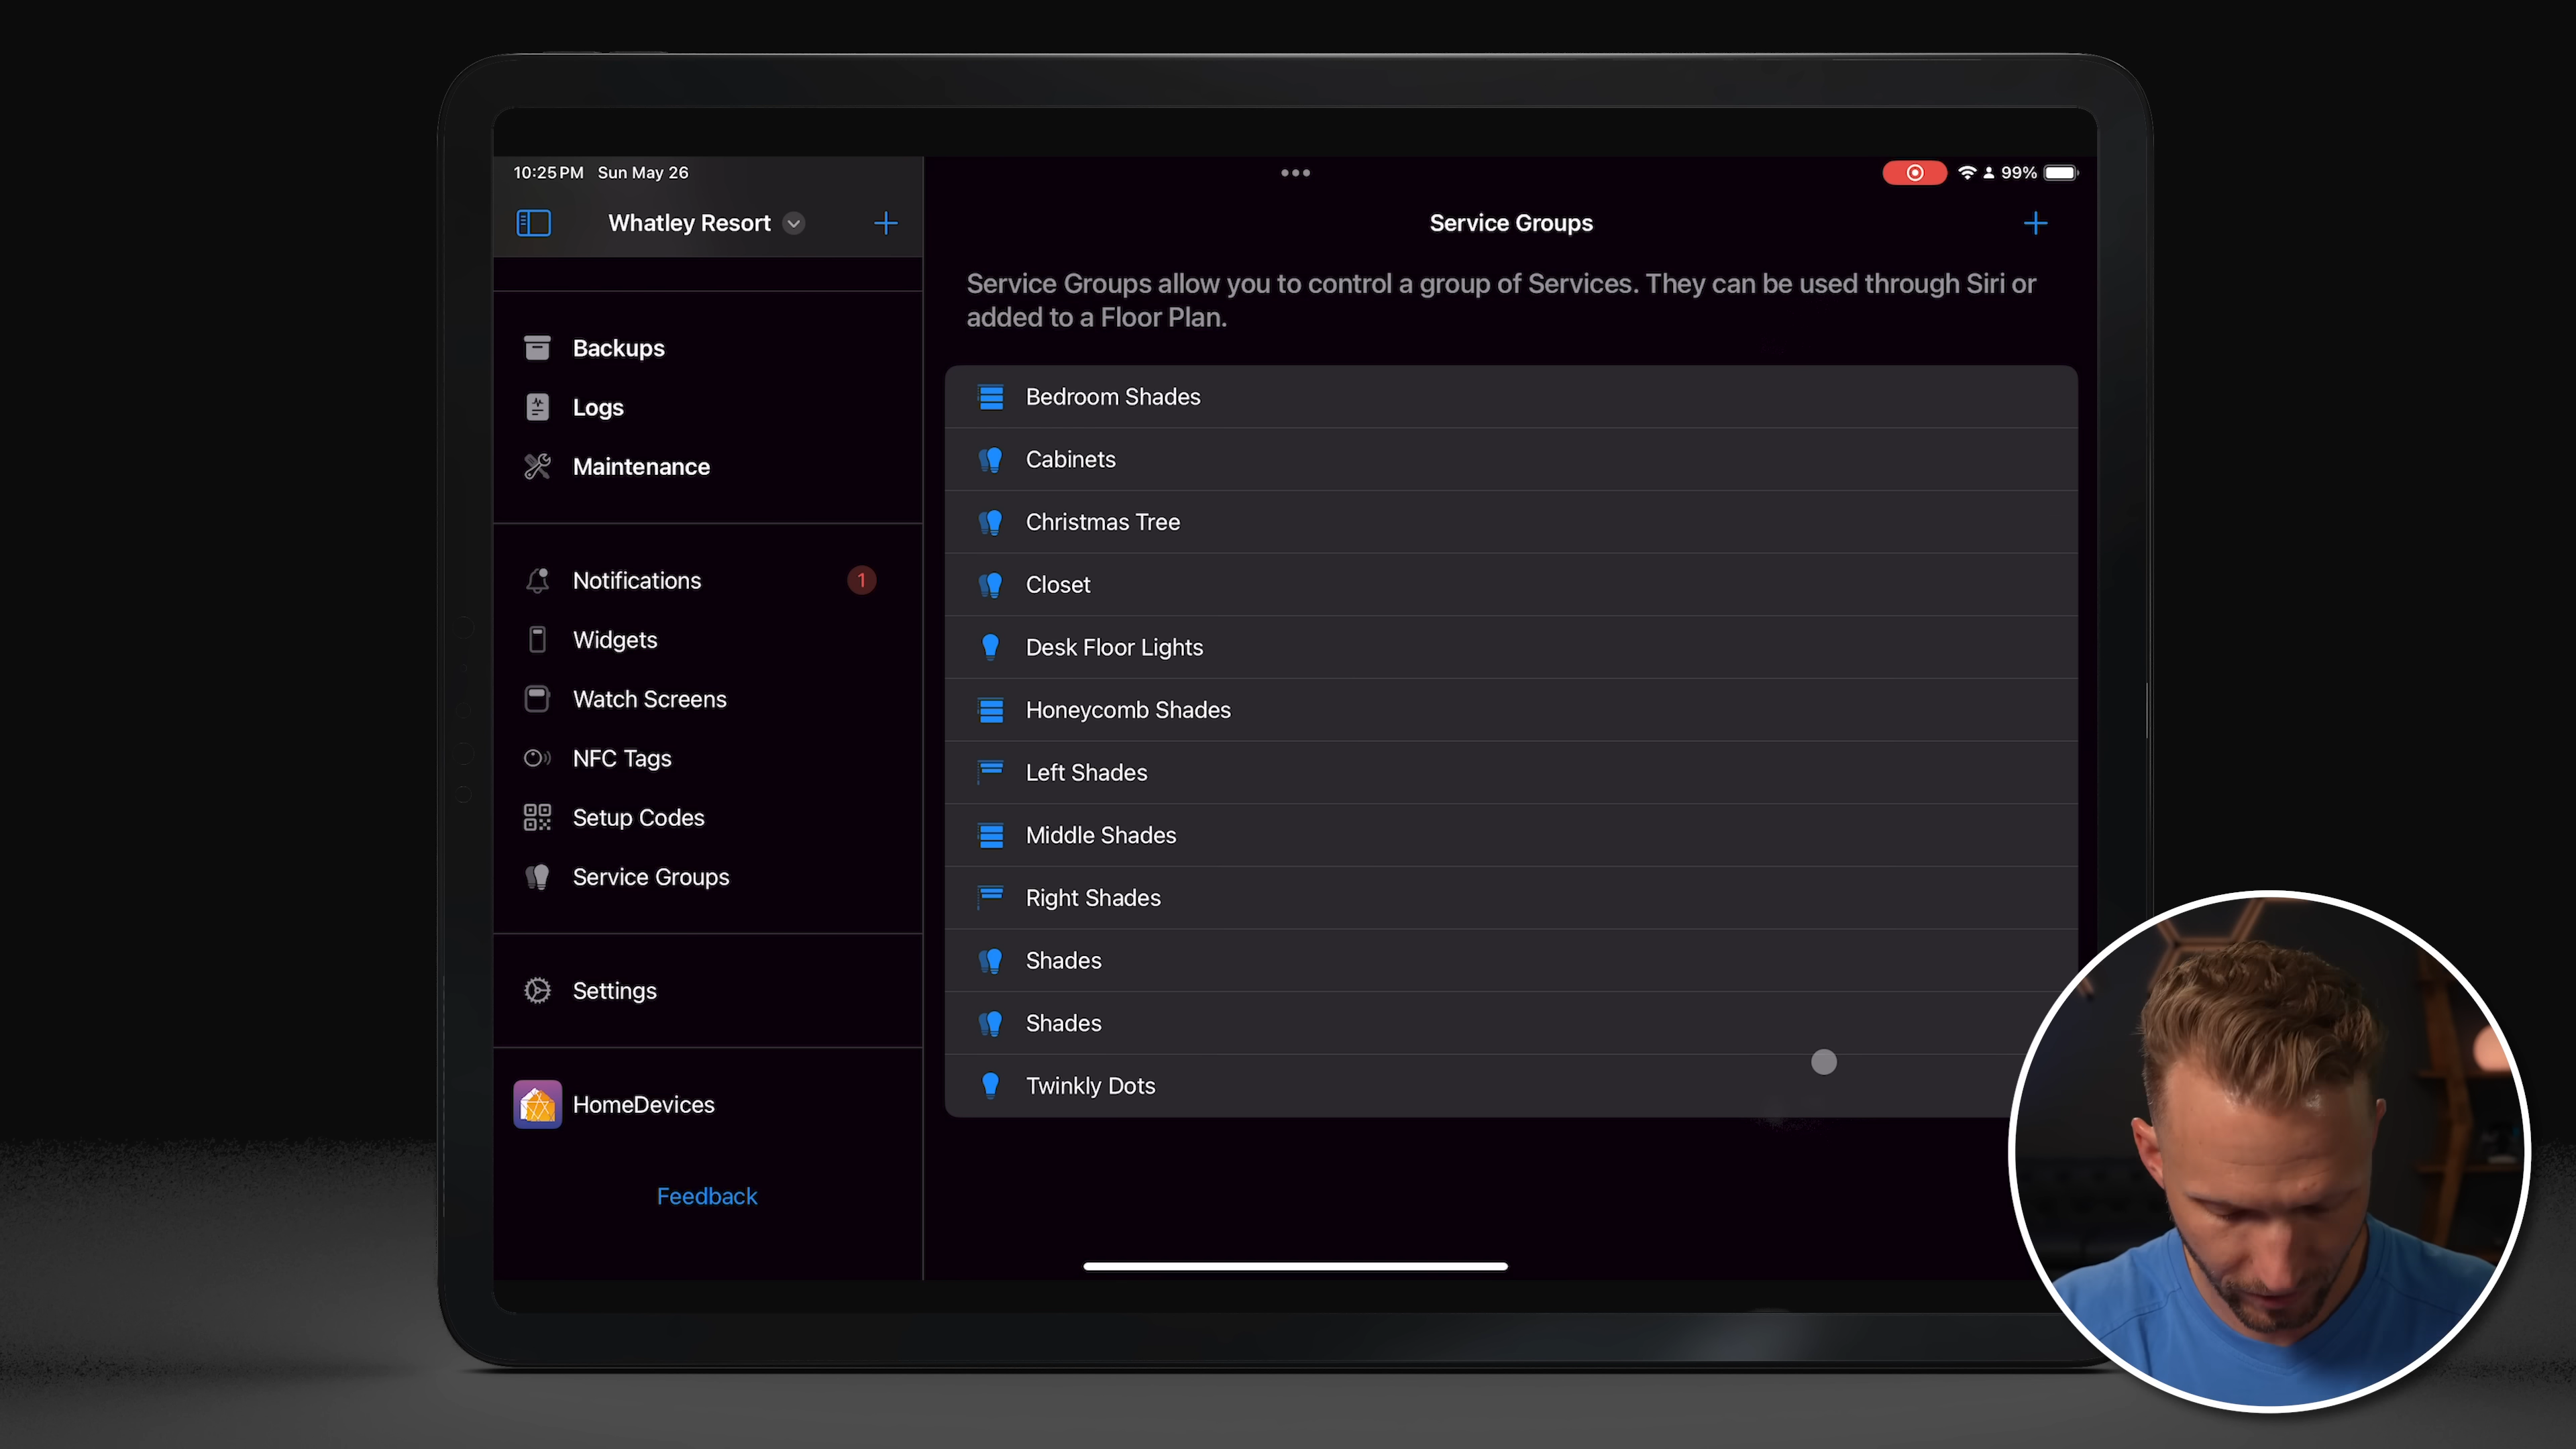 10:25 PM Sun May 26
99%
Whatley Resort
Backups
Logs
Maintenance
Notifications 1
Widgets
Watch Screens
NFC Tags
Setup Codes
Service Groups
Settings
HomeDevices
Feedback
Service Groups
Service Groups allow you to control a group of Services. They can be used through Siri or
added to a Floor Plan.
Bedroom Shades
Cabinets
Christmas Tree
Closet
Desk Floor Lights
Honeycomb Shades
Left Shades
Middle Shades
Right Shades
Shades
Shades
Twinkly Dots